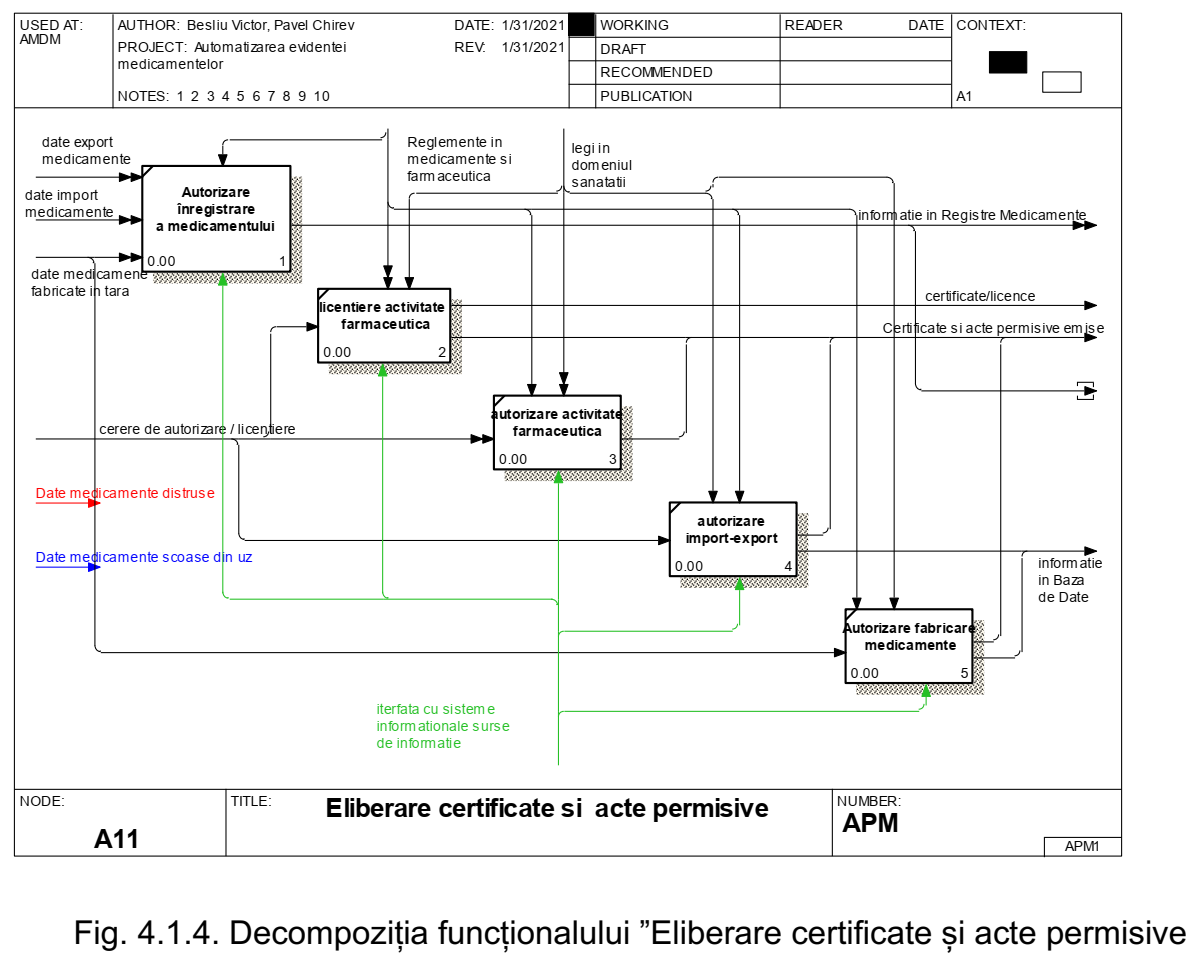 USED AT:
AMDM
AUTHOR: Besliu Victor, Pavel Chirev
DATE: 1/31/2021
PROJECT: Automatizarea evidentei
medicamentelor
REV: 1/31/2021
NOTES: 1 2 3 4 5 6 7 8 9 10
WORKING
DRAFT
RECOMMENDED
PUBLICATION
READER DATE
CONTEXT:
A1
date export
medicamente
date import
medicamente
date medicamene
fabricate in tara
Reglemente in
medicamente si
farmaceutica
legi in
domeniul
sanatatii
Autorizare
înregistrare
a medicamentului
0.00 1
informatie in Registre Medicamente
licentiere activitate
farmaceutica
0.00 2
certificate/licence
Certificate si acte permisive emise
autorizare activitate
farmaceutica
0.00 3
cerere de autorizare / licentiere
Date medicamente distruse
Date medicamente scoase din uz
autorizare
import-export
0.00 4
informatie
in Baza
de Date
Autorizare fabricare
medicamente
0.00 5
iterfata cu sisteme
informationale surse
de informatie
NODE:
A11
TITLE:
Eliberare certificate si acte permisive
NUMBER:
APM
APM1
Fig. 4.1.4. Decompoziția funcționalului ”Eliberare certificate și acte permisive